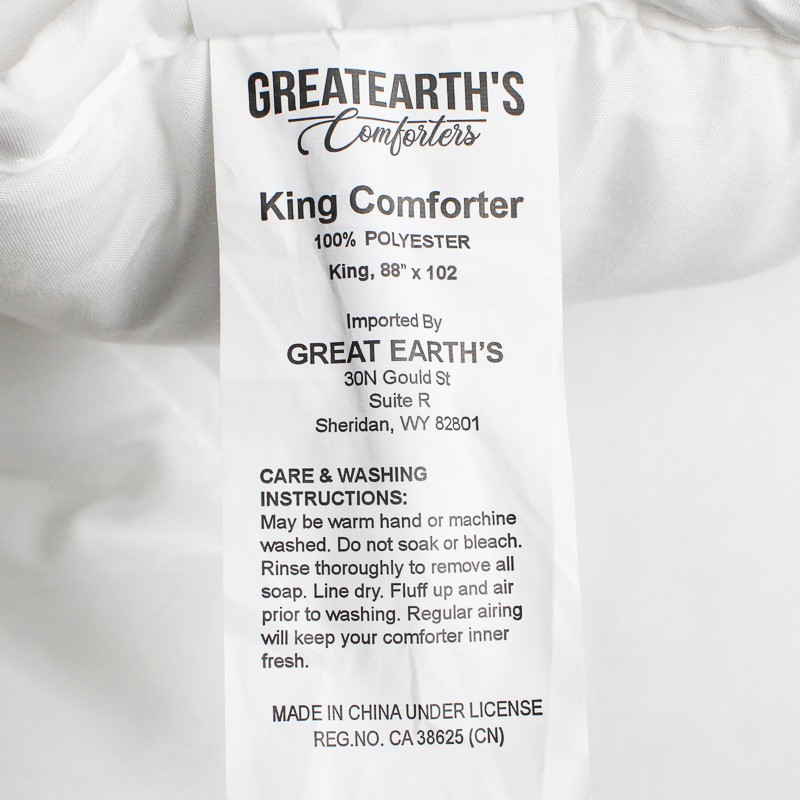 GREATEARTH'S
Comforters
King Comforter
100% POLYESTER
King, 88" x 102
Imported By
GREAT EARTH'S
30N Gould St
Suite R
Sheridan, WY 82801
CARE & WASHING
INSTRUCTIONS:
May be warm hand or machine
washed. Do not soak or bleach.
Rinse thoroughly to remove all
soap. Line dry. Fluff up and air
prior to washing. Regular airing
will keep your comforter inner
fresh.
MADE IN CHINA UNDER LICENSE
REG.NO. CA 38625 (CN)